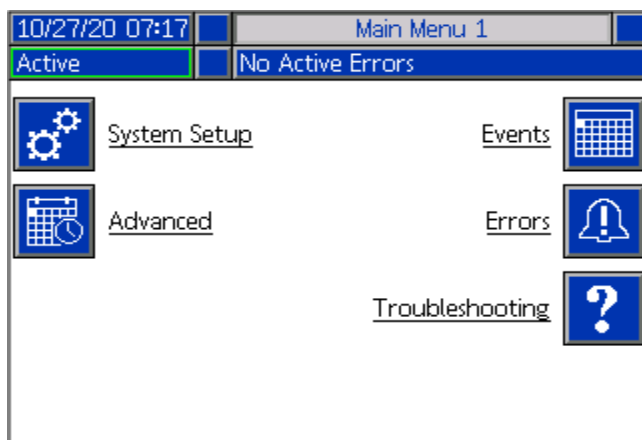 10/27/20 07:17 Main Menu 1
Active No Active Errors
System Setup Events
Advanced Errors
Troubleshooting